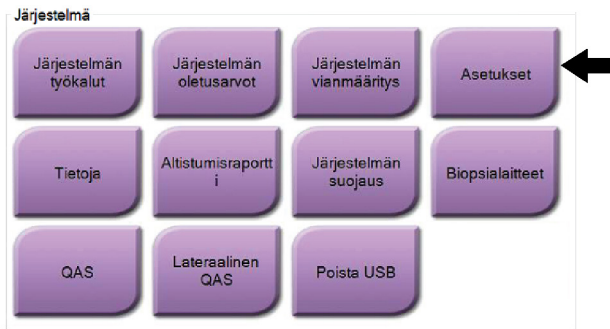 Järjestelmä
Järjestelmän
työkalut
Järjestelmän
oletusarvot
Järjestelmän
vianmääritys
Asetukset
Tietoja
Altistumisraportt
i
Järjestelmän
suojaus
Biopsialaitteet
QAS
Lateraalinen
QAS
Poista USB